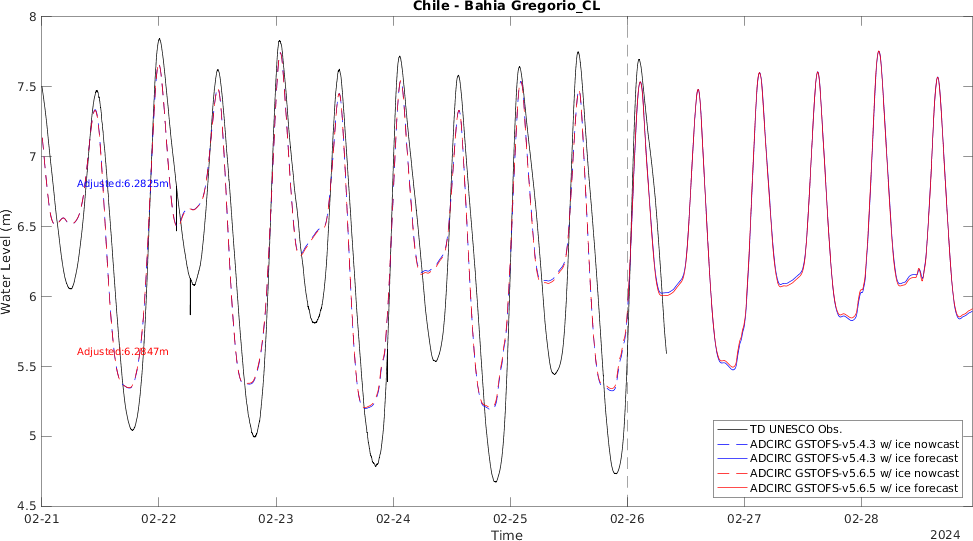 Chile - Bahia Gregorio_CL
8
7.5
7
6.5
6
5.5
5
4.5
Water Level (m)
Adjusted:6.2825m
Adjusted:6.2847m
TD UNESCO Obs.
ADCIRC GSTOFS-v5.4.3 w/ ice nowcast
ADCIRC GSTOFS-v5.4.3 w/ ice forecast
ADCIRC GSTOFS-v5.6.5 w/ ice nowcast
ADCIRC GSTOFS-v5.6.5 w/ ice forecast
02-21 02-22 02-23 02-24 02-25 02-26 02-27 02-28
Time
2024